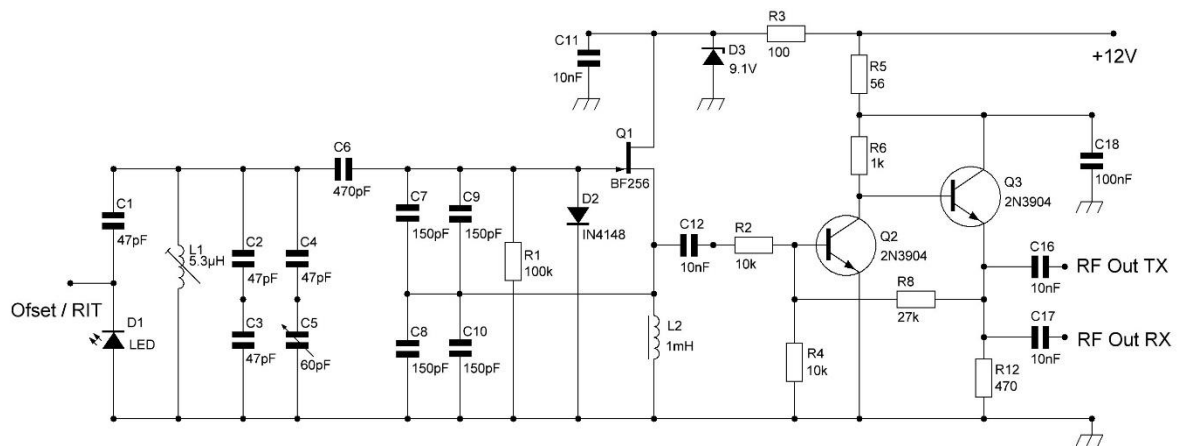 R3
100
C11
10nF
D3
9.1V
+12V
R5
56
Q1
BF256
R6
1k
C18
100nF
Q3
2N3904
C6
470pF
C1
47pF
L1
5.3µH
C2
47pF
C4
47pF
C7
150pF
C9
150pF
R1
100k
D2
IN4148
C12
10nF
R2
10k
Q2
2N3904
C16
10nF
RF Out TX
R8
27k
Ofset / RIT
D1
LED
C3
47pF
C5
60pF
C8
150pF
C10
150pF
L2
1mH
R4
10k
C17
10nF
RF Out RX
R12
470